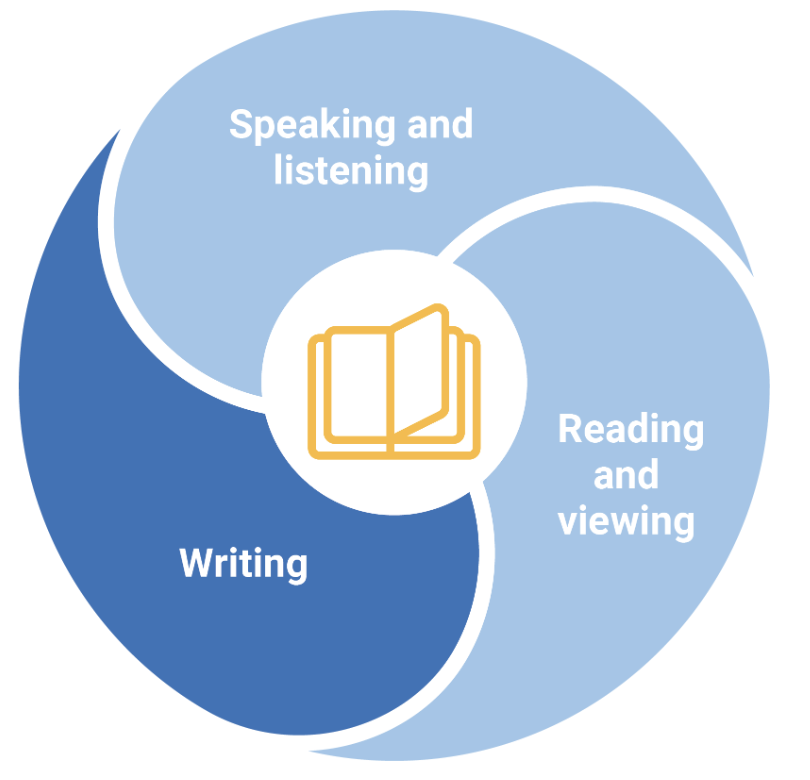 Speaking and
listening
Reading
and
viewing
Writing